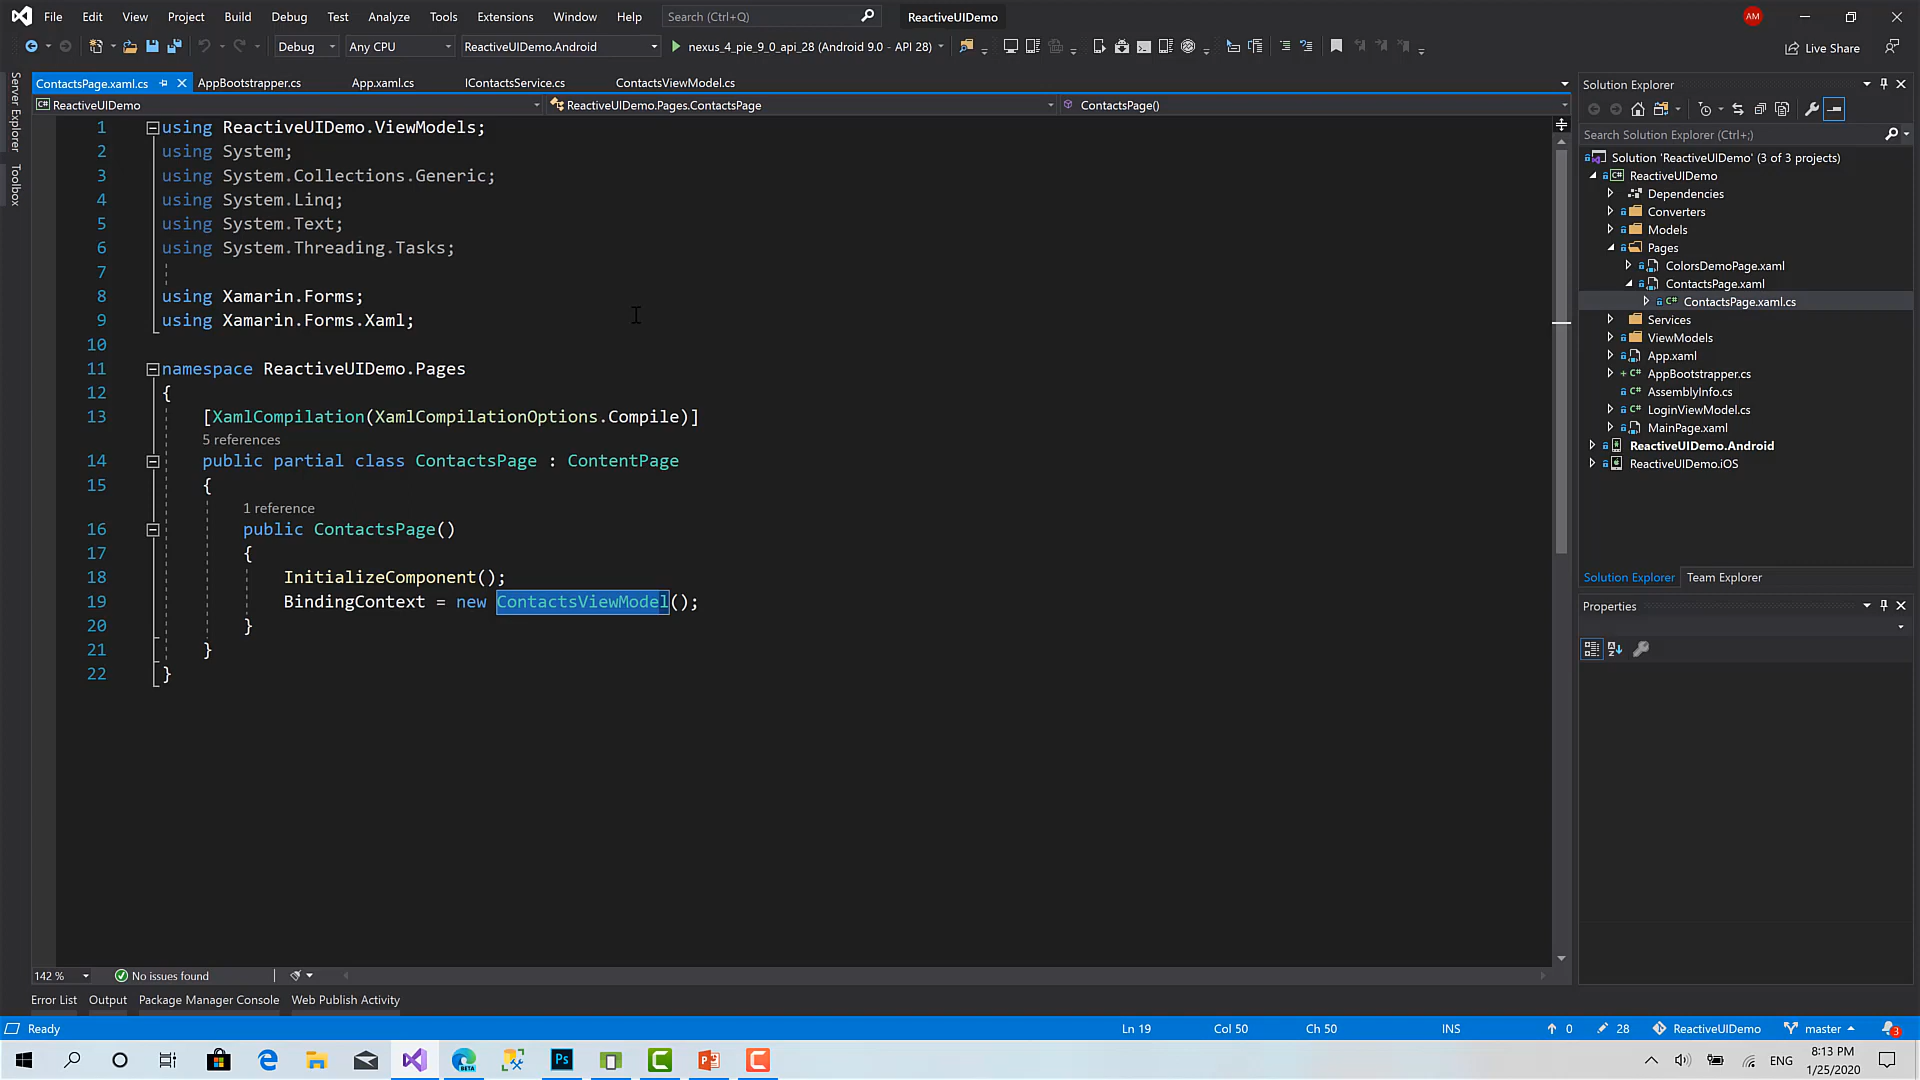 File Edit View Project Build Debug Test Analyze Tools Extensions Window Help Search (Ctrl+Q) ReactiveUIDemo AM
Debug Any CPU ReactiveUIDemo.Android nexus_4_pie_9_0_api_28 (Android 9.0 - API 28) Live Share
Server Explorer
Toolbox
ContactsPage.xaml.cs AppBootstrapper.cs App.xaml.cs IContactsService.cs ContactsViewModel.cs
ReactiveUIDemo ReactiveUIDemo.Pages.ContactsPage ContactsPage()
1 using ReactiveUIDemo.ViewModels;
2 using System;
3 using System.Collections.Generic;
4 using System.Linq;
5 using System.Text;
6 using System.Threading.Tasks;
7
8 using Xamarin.Forms;
9 using Xamarin.Forms.Xaml;
10
11 namespace ReactiveUIDemo.Pages
12 {
13 [XamlCompilation(XamlCompilationOptions.Compile)]
5 references
14 public partial class ContactsPage : ContentPage
15 {
1 reference
16 public ContactsPage()
17 {
18 InitializeComponent();
19 BindingContext = new ContactsViewModel();
20 }
21 }
22 }
142 % No issues found
Solution Explorer
Search Solution Explorer (Ctrl+;)
Solution 'ReactiveUIDemo' (3 of 3 projects)
ReactiveUIDemo
Dependencies
Converters
Models
Pages
ColorsDemoPage.xaml
ContactsPage.xaml
ContactsPage.xaml.cs
Services
ViewModels
App.xaml
AppBootstrapper.cs
AssemblyInfo.cs
LoginViewModel.cs
MainPage.xaml
ReactiveUIDemo.Android
ReactiveUIDemo.iOS
Solution Explorer Team Explorer
Properties
Error List Output Package Manager Console Web Publish Activity
Ready Ln 19 Col 50 Ch 50 INS 0 28 ReactiveUIDemo master 3
Ps ENG 8:13 PM
1/25/2020